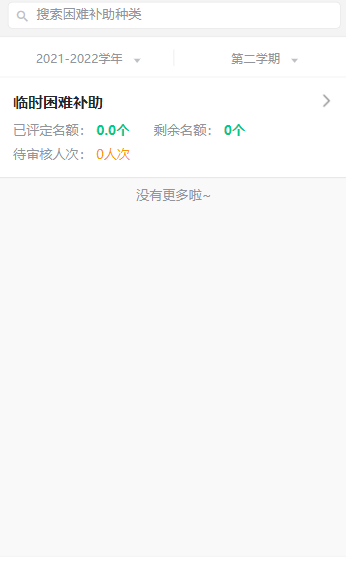 搜索困难补助种类
2021-2022学年 第二学期
临时困难补助
已评定名额： 0.0个 剩余名额： 0个
待审核人次： 0人次
没有更多啦~